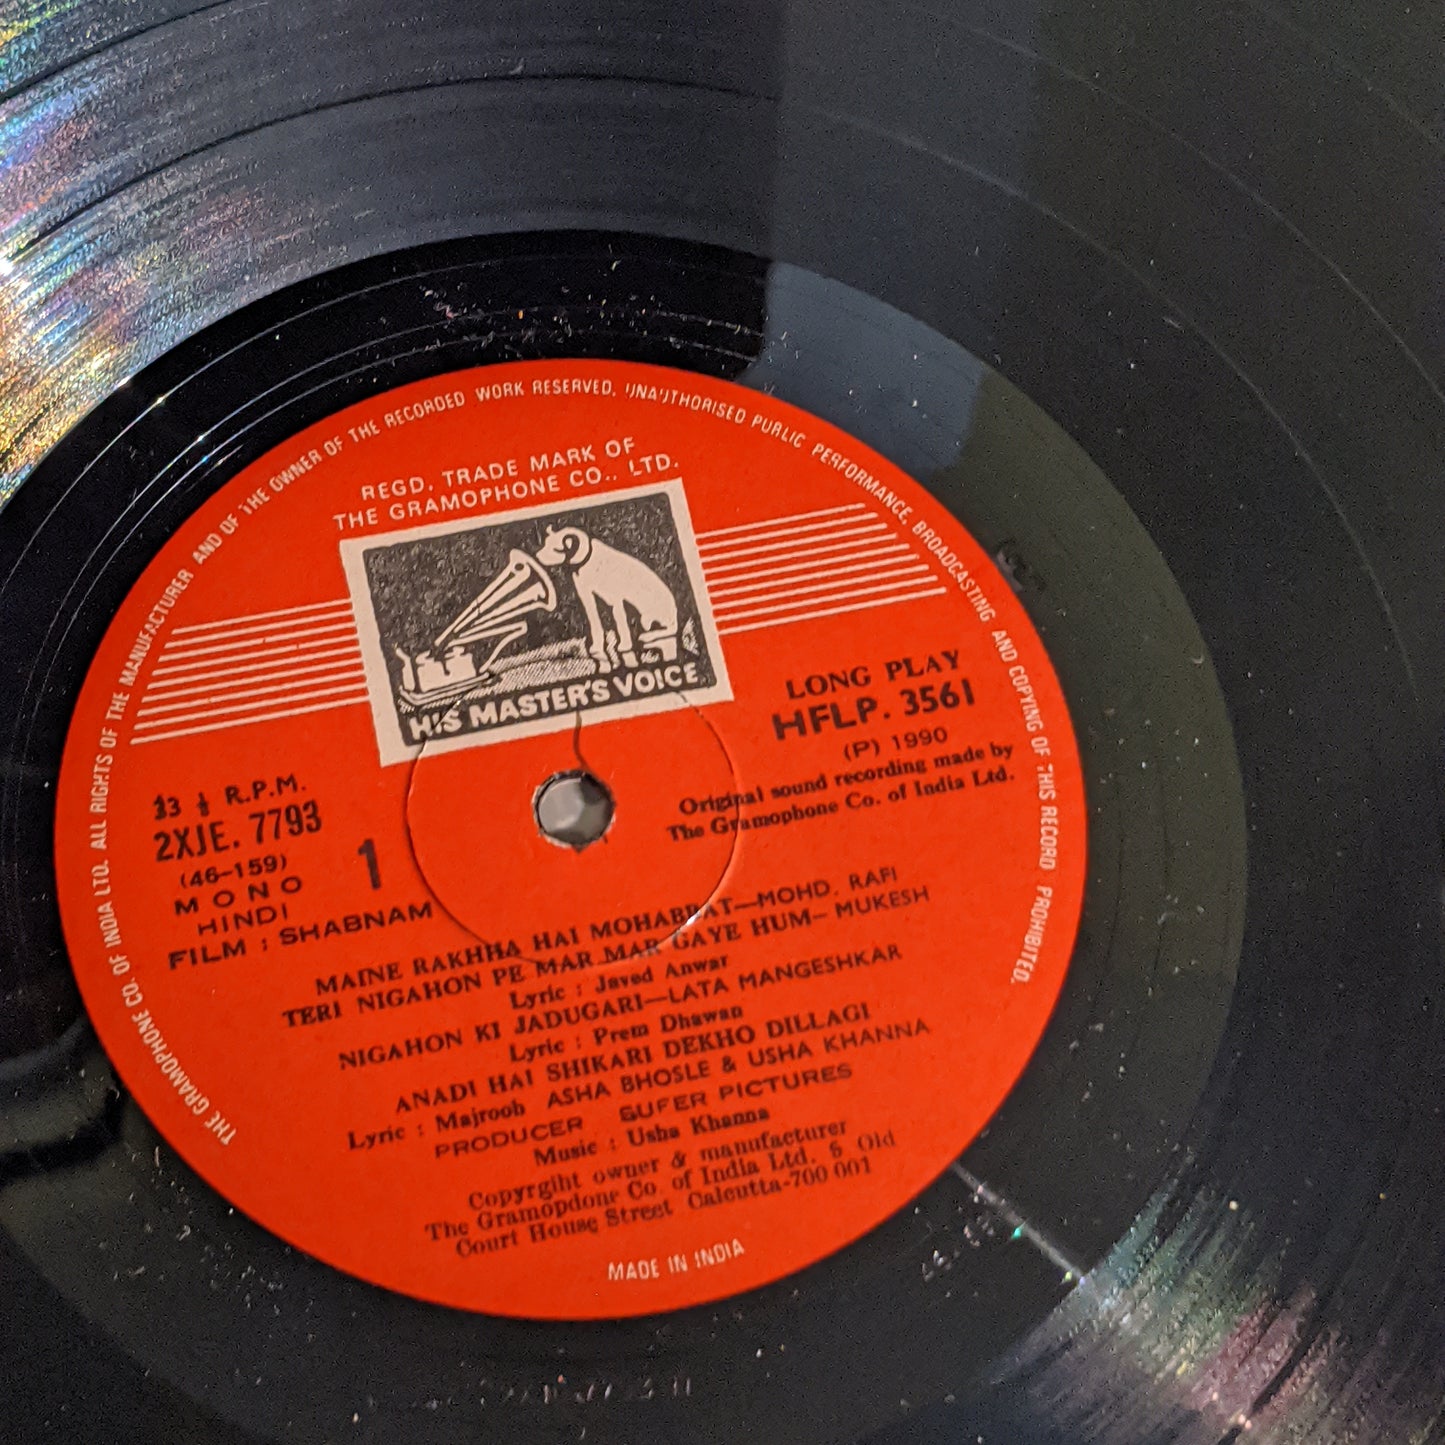 THE GRAMOPHONE CO. OF INDIA LTD. ALL RIGHTS OF THE MANUFACTURER AND OF THE OWNER OF THE RECORDED WORK RESERVED. UNAUTHORISED PUBLIC PERFORMANCE, BROADCASTING AND COPYING OF THIS RECORD PROHIBITED.
REGD. TRADE MARK OF
THE GRAMOPHONE CO., LTD.
HIS MASTER'S VOICE
LONG PLAY
HFLP. 3561
(P) 1990
Original sound recording made by
The Gramophone Co. of India Ltd.
33 ⅓ R.P.M.
2XJE. 7793
(46-159)
MONO
HINDI
FILM : SHABNAM
1
MAINE RAKHHA HAI MOHABBAT—MOHD. RAFI
TERI NIGAHON PE MAR MAR GAYE HUM— MUKESH
Lyric : Javed Anwar
NIGAHON KI JADUGARI—LATA MANGESHKAR
Lyric : Prem Dhawan
ANADI HAI SHIKARI DEKHO DILLAGI
Lyric : Majroob ASHA BHOSLE & USHA KHANNA
PRODUCER SUFER PICTURES
Music : Usha Khanna
Copyrgiht owner & manufacturer
The Gramopdone Co. of India Ltd. 6 Old
Court House Street Calcutta-700 001
MADE IN INDIA